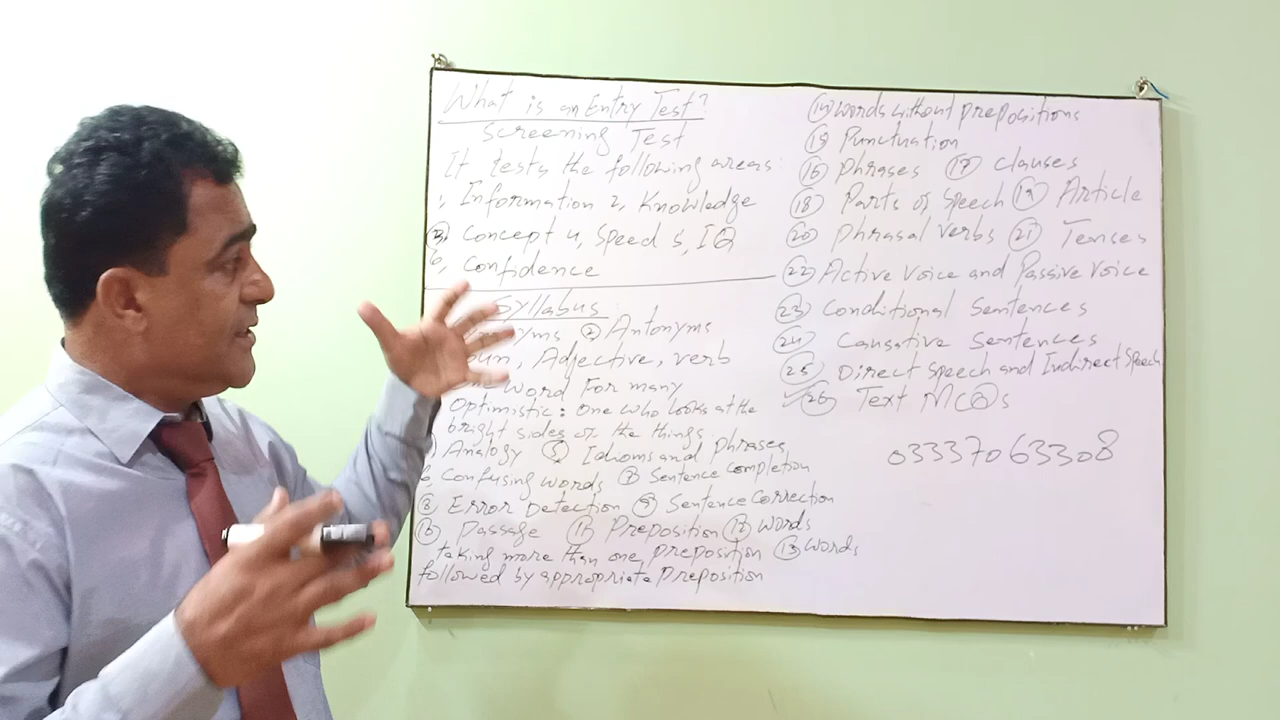 What is an Entry Test?
Screening Test
It tests the following areas:
1, Information 2, Knowledge
3, Concept 4, Speed 5, IQ
6, Confidence
Syllabus:
② Antonyms
Adjective, verb
Word For many
Optimistic: One who looks at the
bright sides of the things
Analogy ⑤ Idioms and phrases
6 Confusing words ⑦ Sentence completion
⑧ Error Detection ⑨ Sentence Correction
⑩ Passage ⑪ Preposition ⑫ words
taking more than one preposition ⑬ words
followed by appropriate Preposition
⑭ words without prepositions
⑮ Punctuation
⑯ Phrases ⑰ Clauses
⑱ Parts of Speech ⑲ Article
⑳ Phrasal verbs ㉑ Tenses
㉒ Active voice and Passive voice
㉓ Conditional Sentences
㉔ Causative Sentences
㉕ Direct Speech and Indirect Speech
㉖ Text MCQs
03337063308